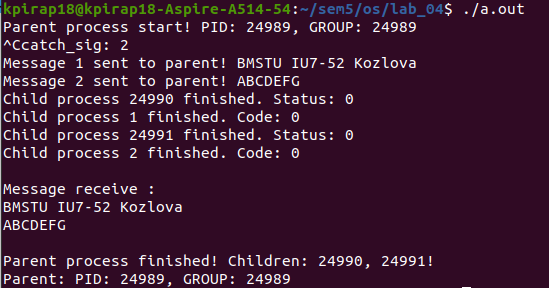 kpirap18@kpirap18-Aspire-A514-54:~/sem5/os/lab_04$ ./a.out
Parent process start! PID: 24989, GROUP: 24989
^Ccatch_sig: 2
Message 1 sent to parent! BMSTU IU7-52 Kozlova
Message 2 sent to parent! ABCDEFG
Child process 24990 finished. Status: 0
Child process 1 finished. Code: 0
Child process 24991 finished. Status: 0
Child process 2 finished. Code: 0
Message receive :
BMSTU IU7-52 Kozlova
ABCDEFG
Parent process finished! Children: 24990, 24991!
Parent: PID: 24989, GROUP: 24989